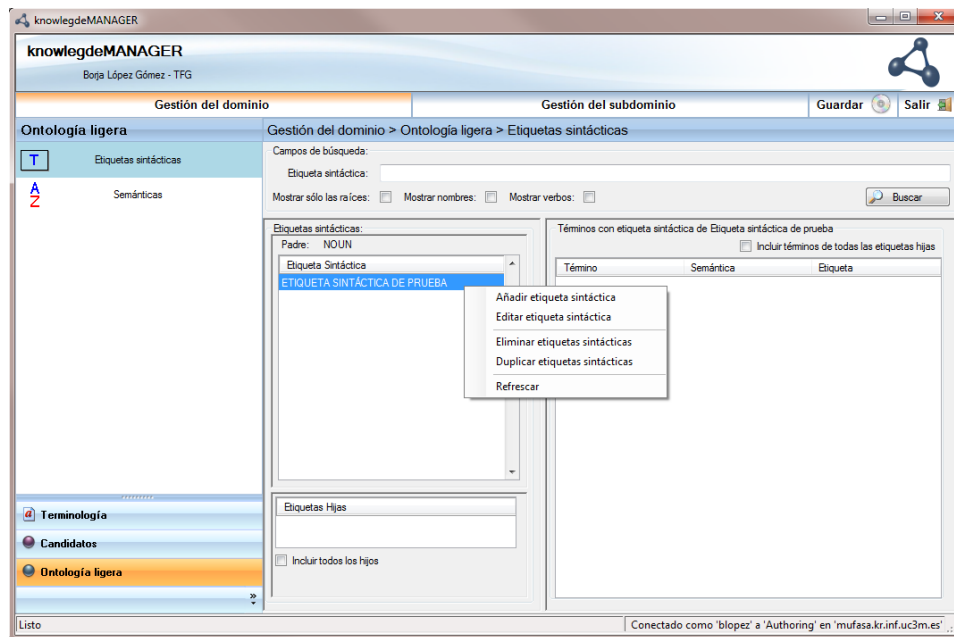 knowlegdeMANAGER
knowlegdeMANAGER
Borja López Gómez - TFG
Gestión del dominio
Gestión del subdominio
Guardar
Salir
Ontología ligera
Gestión del dominio > Ontología ligera > Etiquetas sintácticas
T
Etiquetas sintácticas
A
Z
Semánticas
Campos de búsqueda:
Etiqueta sintáctica:
Mostrar sólo las raíces:
Mostrar nombres:
Mostrar verbos:
Buscar
Etiquetas sintácticas:
Padre: NOUN
Etiqueta Sintáctica
ETIQUETA SINTÁCTICA DE PRUEBA
Añadir etiqueta sintáctica
Editar etiqueta sintáctica
Eliminar etiquetas sintácticas
Duplicar etiquetas sintácticas
Refrescar
Términos con etiqueta sintáctica de Etiqueta sintáctica de prueba
Incluir términos de todas las etiquetas hijas
Término Semántica Etiqueta
Etiquetas Hijas
Incluir todos los hijos
a Terminología
Candidatos
Ontología ligera
»
Listo
Conectado como 'blopez' a 'Authoring' en 'mufasa.kr.inf.uc3m.es'